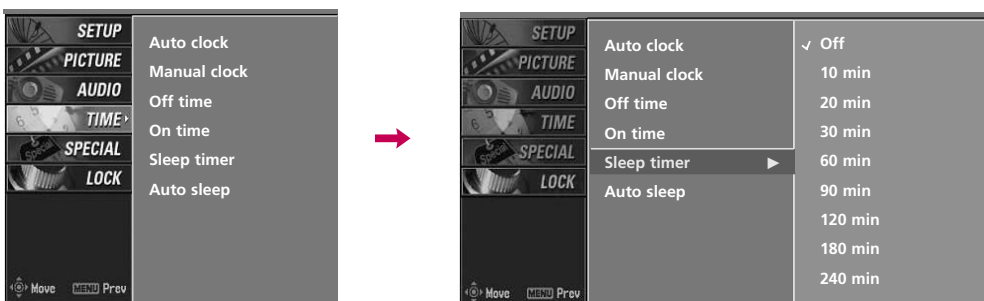 SETUP
PICTURE
AUDIO
TIME
SPECIAL
LOCK
Auto clock
Manual clock
Off time
On time
Sleep timer
Auto sleep
Move MENU Prev
SETUP
PICTURE
AUDIO
TIME
SPECIAL
LOCK
Auto clock
Manual clock
Off time
On time
Sleep timer ►
Auto sleep
✓ Off
10 min
20 min
30 min
60 min
90 min
120 min
180 min
240 min
Move MENU Prev